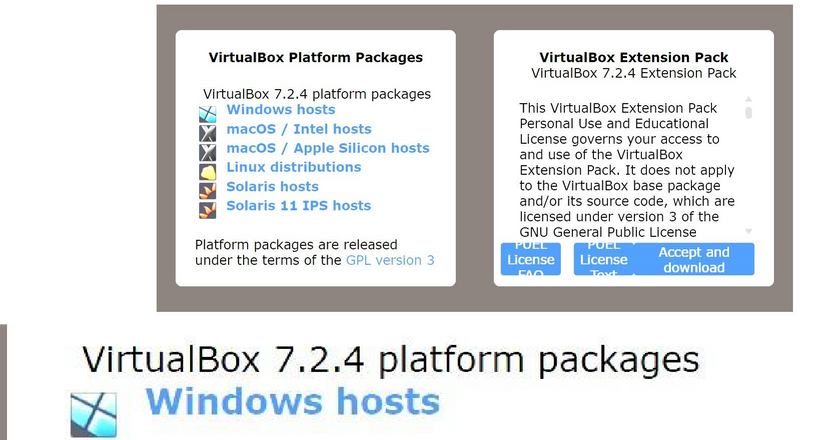 VirtualBox Platform Packages
VirtualBox 7.2.4 platform packages
Windows hosts
macOS / Intel hosts
macOS / Apple Silicon hosts
Linux distributions
Solaris hosts
Solaris 11 IPS hosts
Platform packages are released
under the terms of the GPL version 3
VirtualBox Extension Pack
VirtualBox 7.2.4 Extension Pack
This VirtualBox Extension Pack
Personal Use and Educational
License governs your access to
and use of the VirtualBox
Extension Pack. It does not apply
to the VirtualBox base package
and/or its source code, which are
licensed under version 3 of the
GNU General Public License
PUEL
License
FAQ
PUEL
License
Text
Accept and
download
VirtualBox 7.2.4 platform packages
Windows hosts